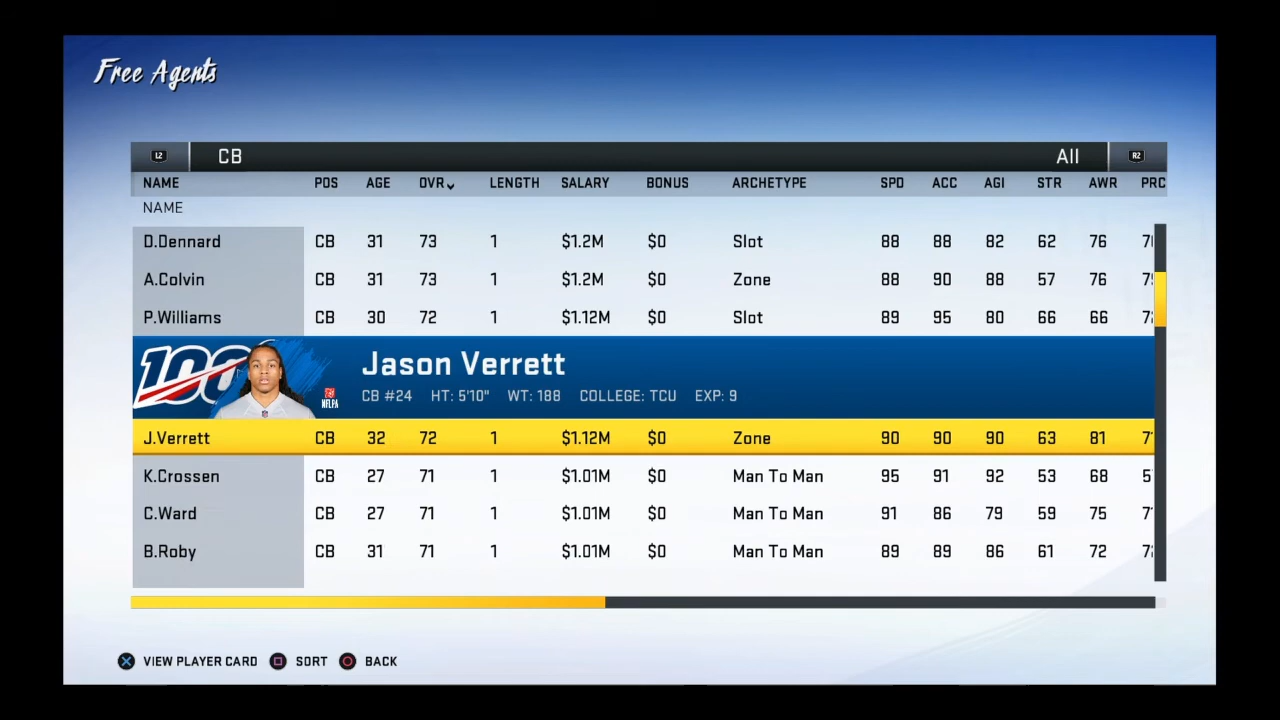 Free Agents
L2 CB All R2
NAME POS AGE OVR LENGTH SALARY BONUS ARCHETYPE SPD ACC AGI STR AWR PRC
NAME
D.Dennard CB 31 73 1 $1.2M $0 Slot 88 88 82 62 76
A.Colvin CB 31 73 1 $1.2M $0 Zone 88 90 88 57 76
P.Williams CB 30 72 1 $1.12M $0 Slot 89 95 80 66 66
100 Jason Verrett
NFLPA CB #24 HT: 5'10" WT: 188 COLLEGE: TCU EXP: 9
J.Verrett CB 32 72 1 $1.12M $0 Zone 90 90 90 63 81
K.Crossen CB 27 71 1 $1.01M $0 Man To Man 95 91 92 53 68
C.Ward CB 27 71 1 $1.01M $0 Man To Man 91 86 79 59 75
B.Roby CB 31 71 1 $1.01M $0 Man To Man 89 89 86 61 72
VIEW PLAYER CARD SORT BACK